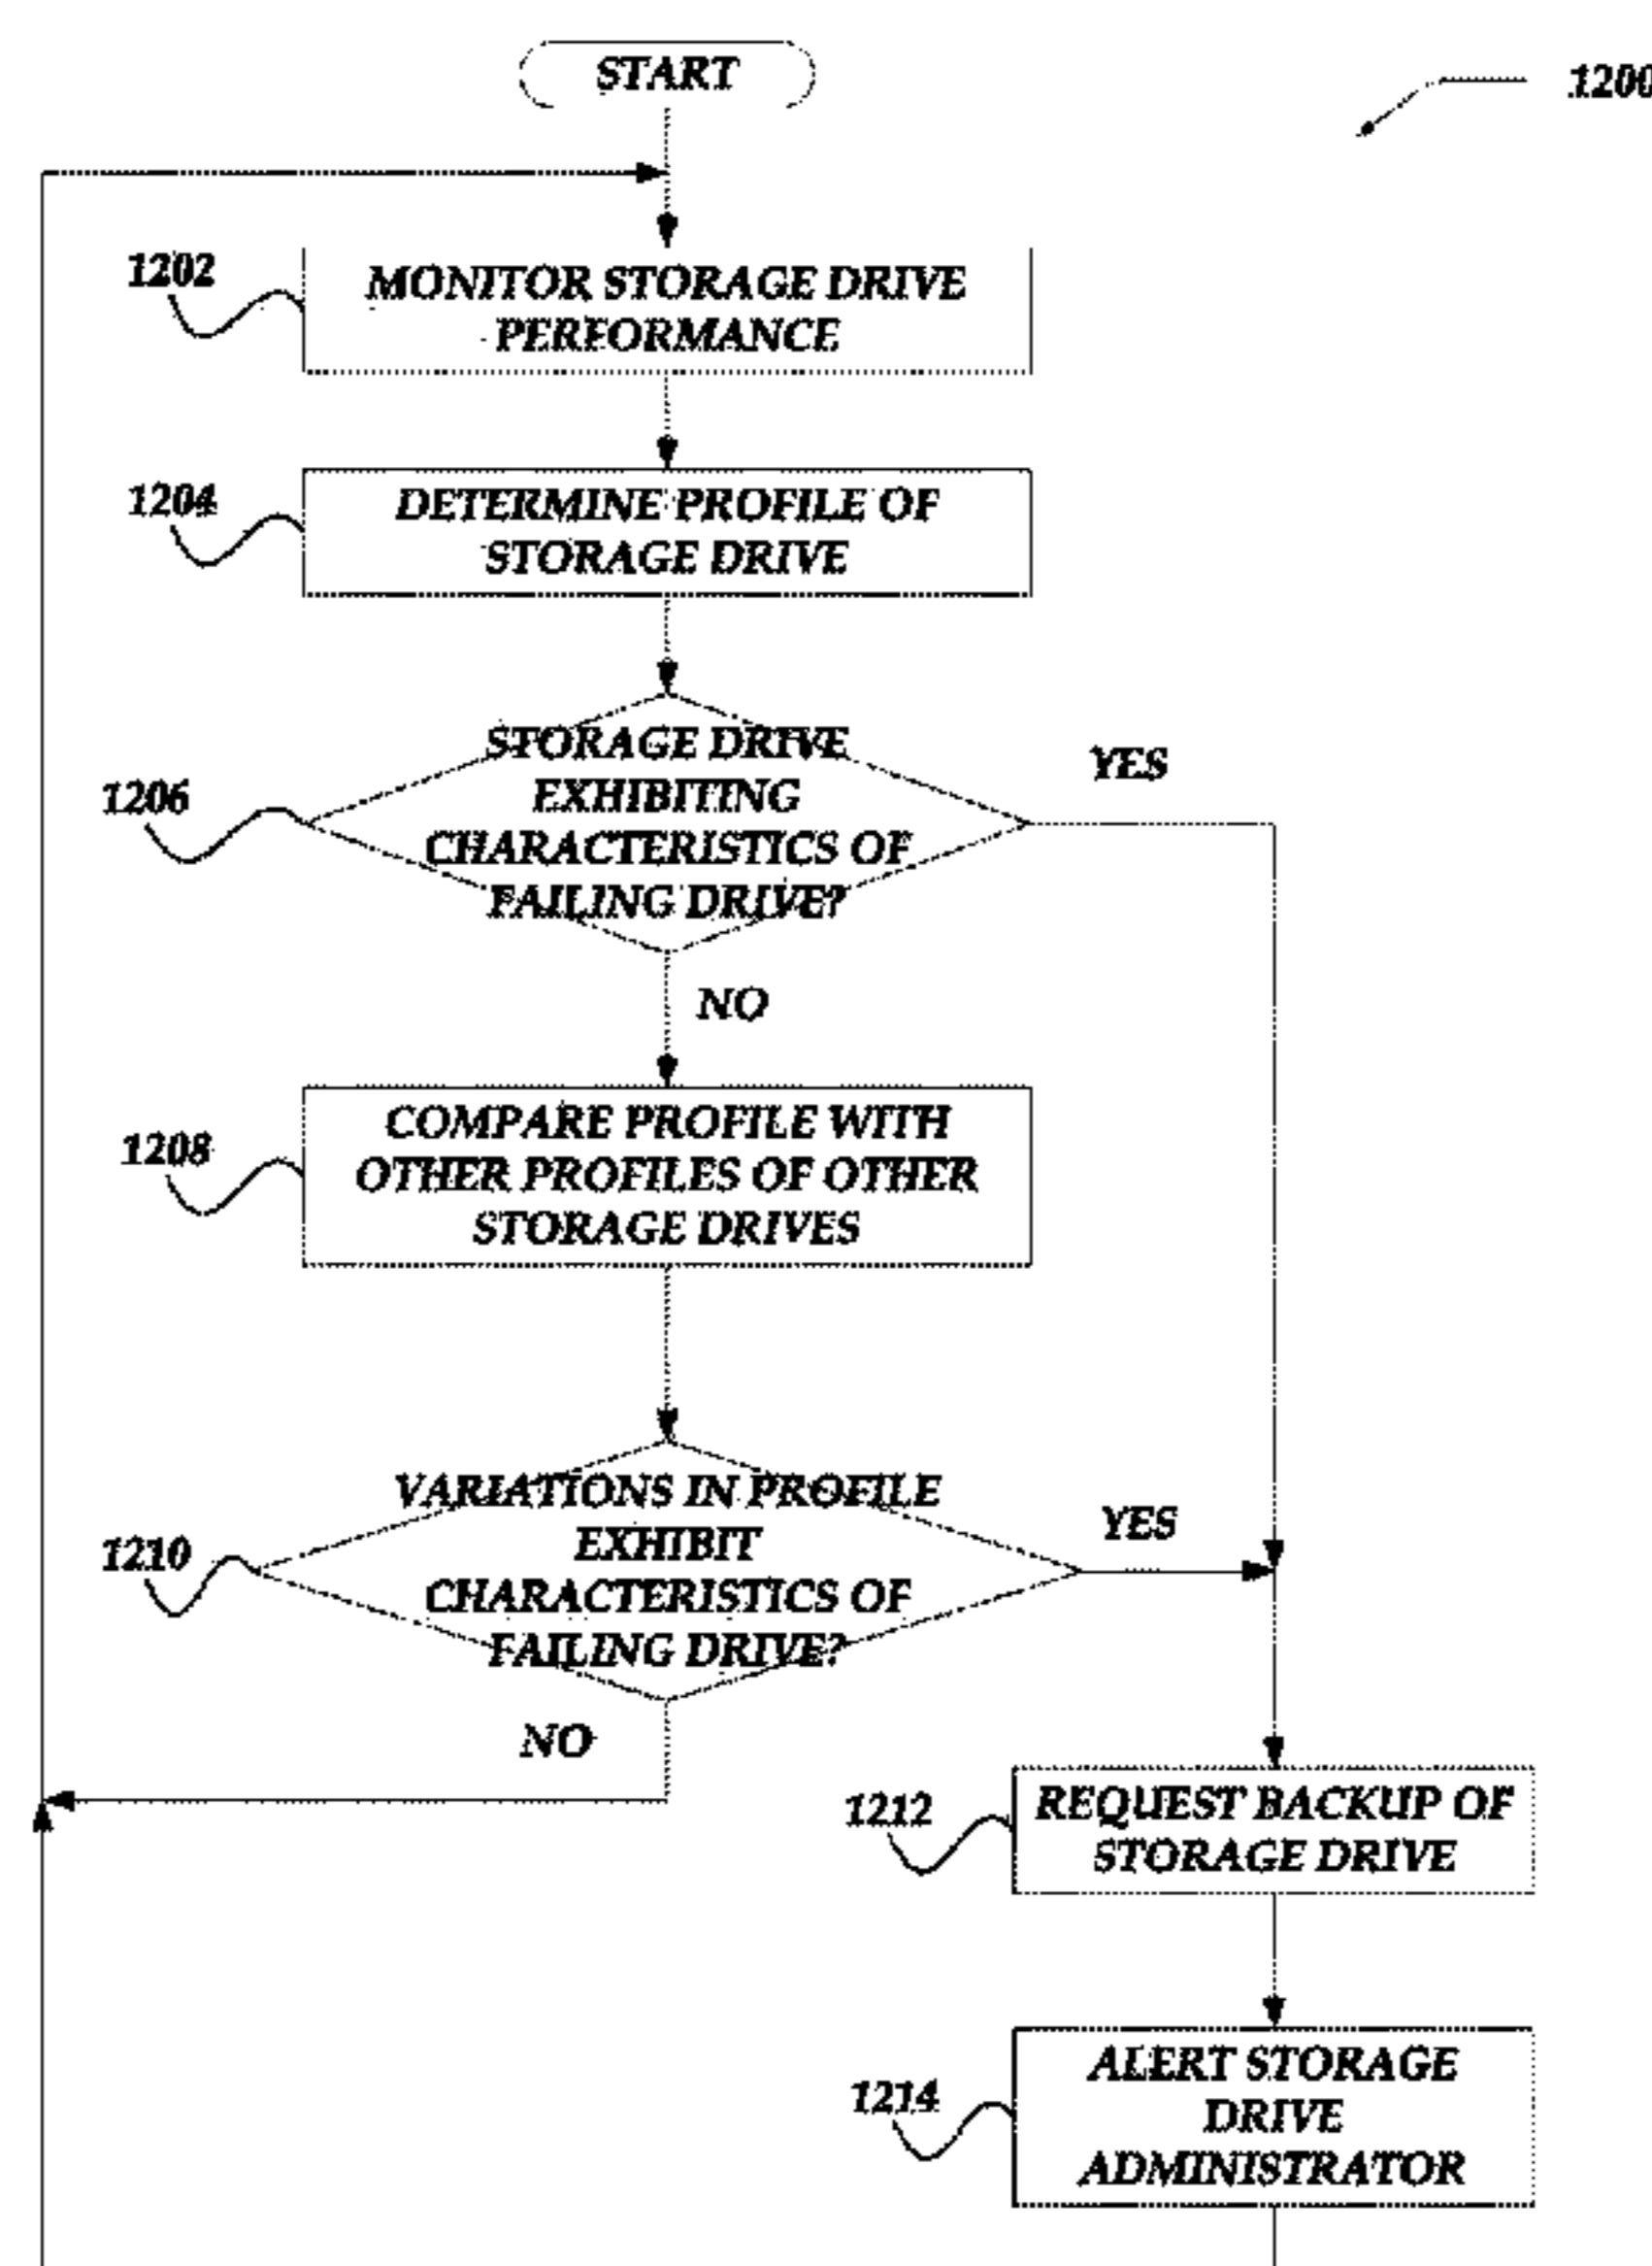 START
1200
1202
MONITOR STORAGE DRIVE
PERFORMANCE
1204
DETERMINE PROFILE OF
STORAGE DRIVE
1206
STORAGE DRIVE
EXHIBITING
CHARACTERISTICS OF
FAILING DRIVE?
YES
NO
1208
COMPARE PROFILE WITH
OTHER PROFILES OF OTHER
STORAGE DRIVES
1210
VARIATIONS IN PROFILE
EXHIBIT
CHARACTERISTICS OF
FAILING DRIVE?
YES
NO
1212
REQUEST BACKUP OF
STORAGE DRIVE
1214
ALERT STORAGE
DRIVE
ADMINISTRATOR